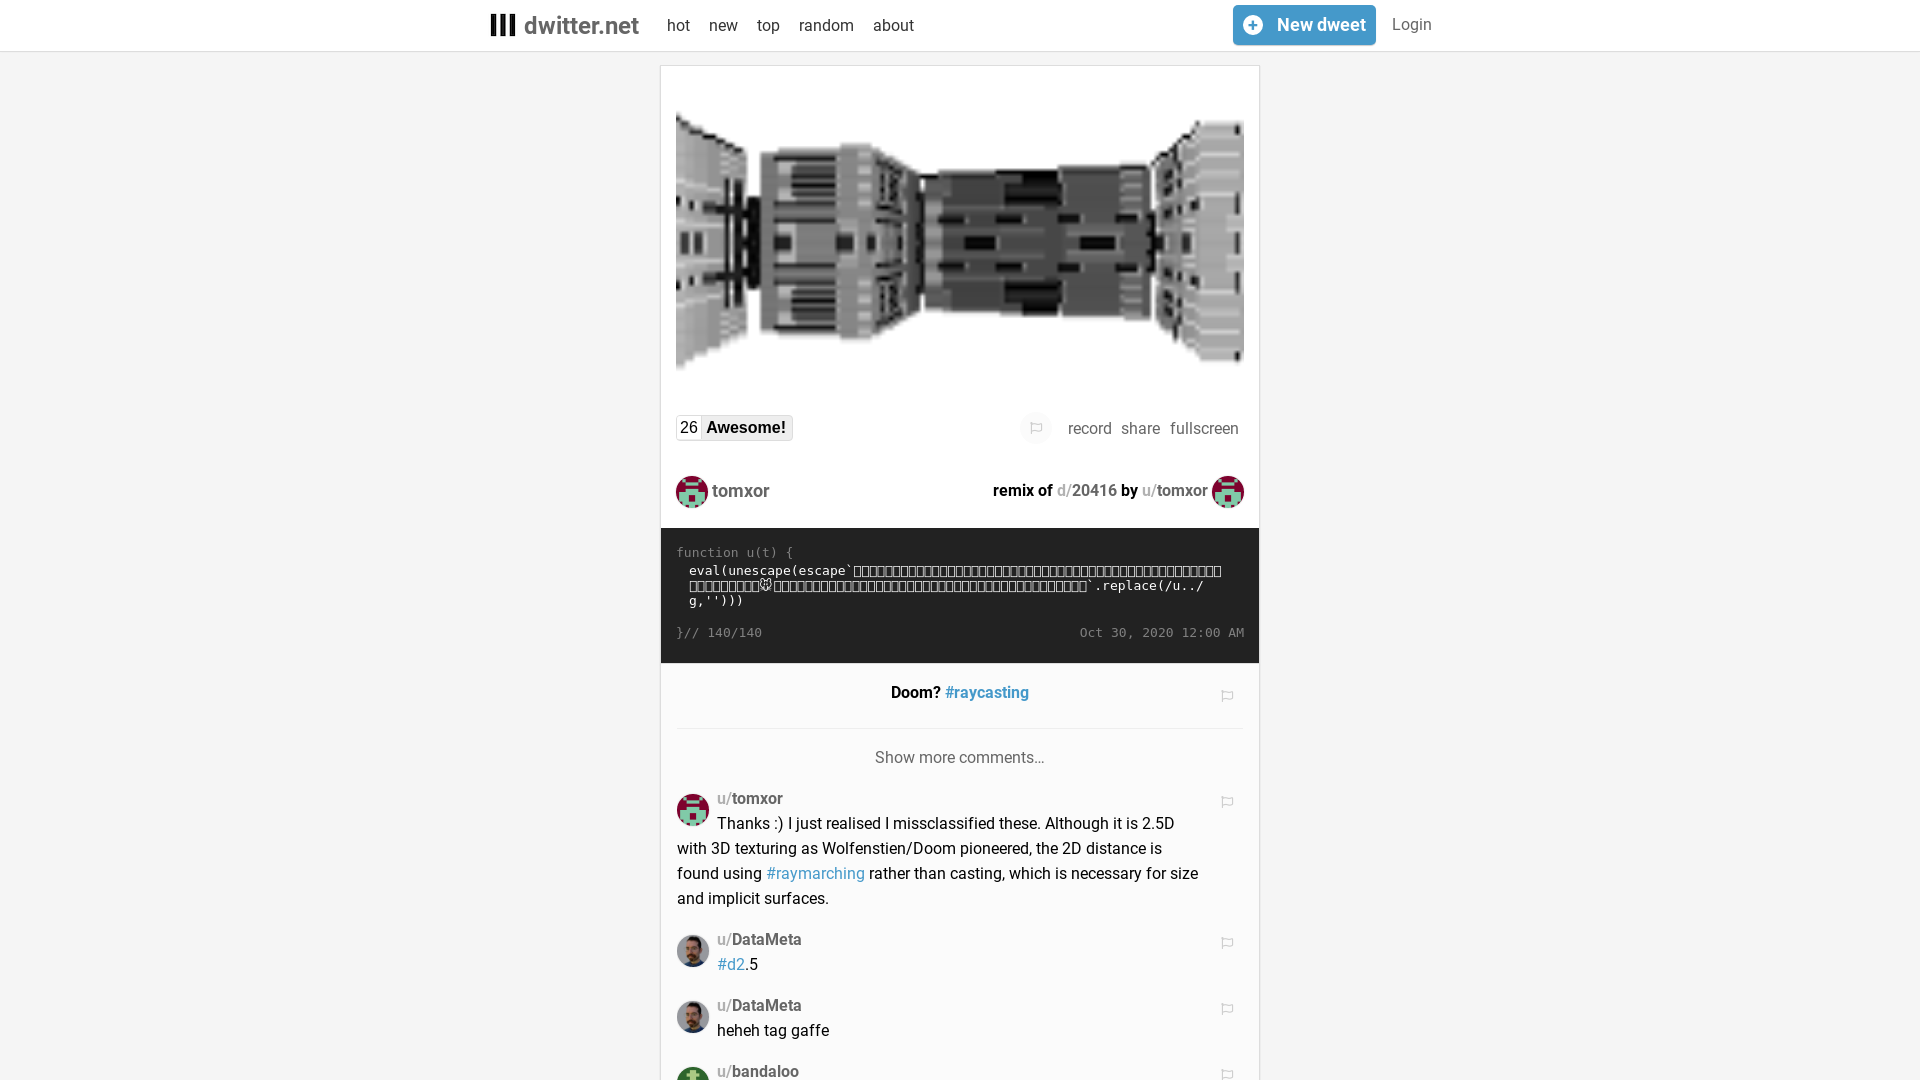 dwitter.net
hot new top random about
New dweet
Login
26 Awesome!
record share fullscreen
tomxor
remix of d/20416 by u/tomxor
function u(t) {
eval(unescape(escape`
`.replace(/u../
g,'')))
}// 140/140
Oct 30, 2020 12:00 AM
Doom? #raycasting
Show more comments…
u/tomxor
Thanks :) I just realised I missclassified these. Although it is 2.5D
with 3D texturing as Wolfenstien/Doom pioneered, the 2D distance is
found using #raymarching rather than casting, which is necessary for size
and implicit surfaces.
u/DataMeta
#d2.5
u/DataMeta
heheh tag gaffe
u/bandaloo